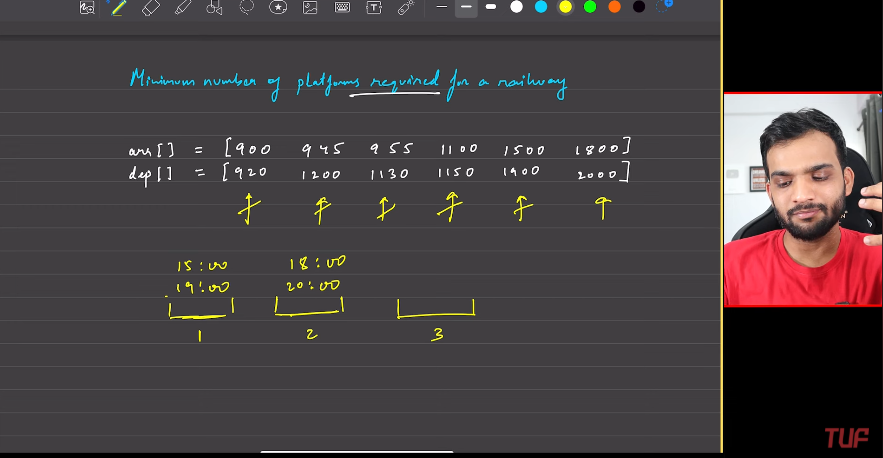 Minimum number of platforms required for a railway
arr[] = [900 945 955 1100 1500 1800]
dep[] = [920 1200 1130 1150 1900 2000]
15:00 18:00
19:00 20:00
1 2 3
TUF